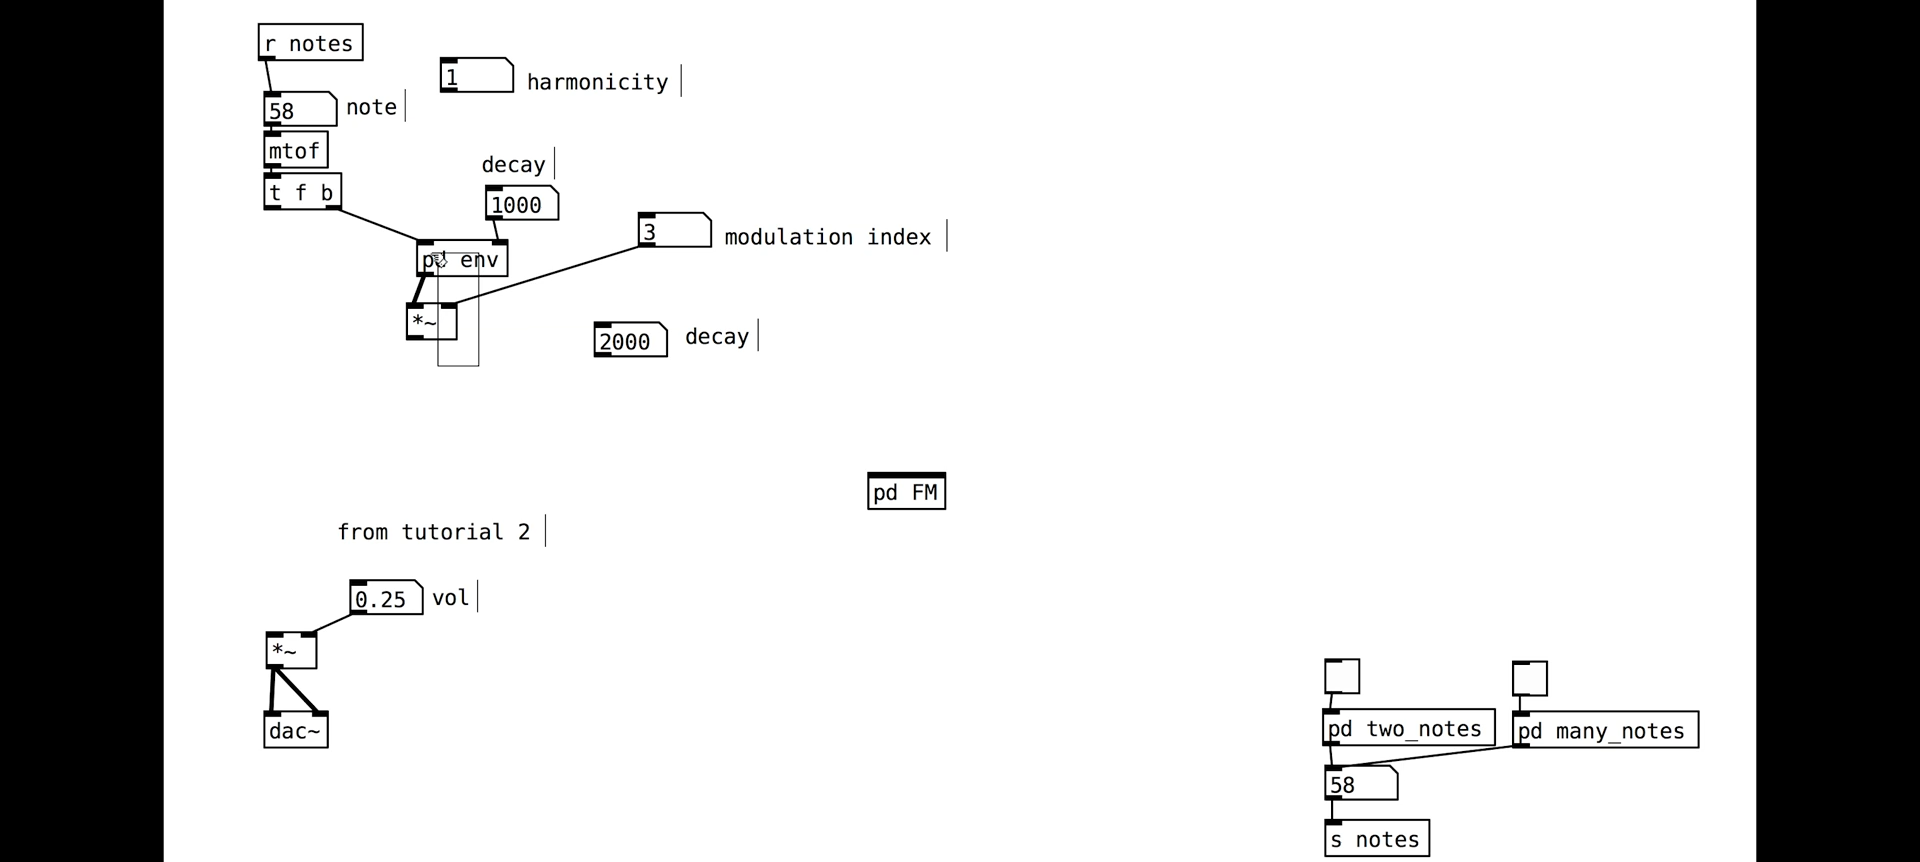 r notes
1
harmonicity
58
note
mtof
decay
t f b
1000
3
modulation index
pd env
*~
2000
decay
pd FM
from tutorial 2
0.25
vol
*~
dac~
pd two_notes
pd many_notes
58
s notes